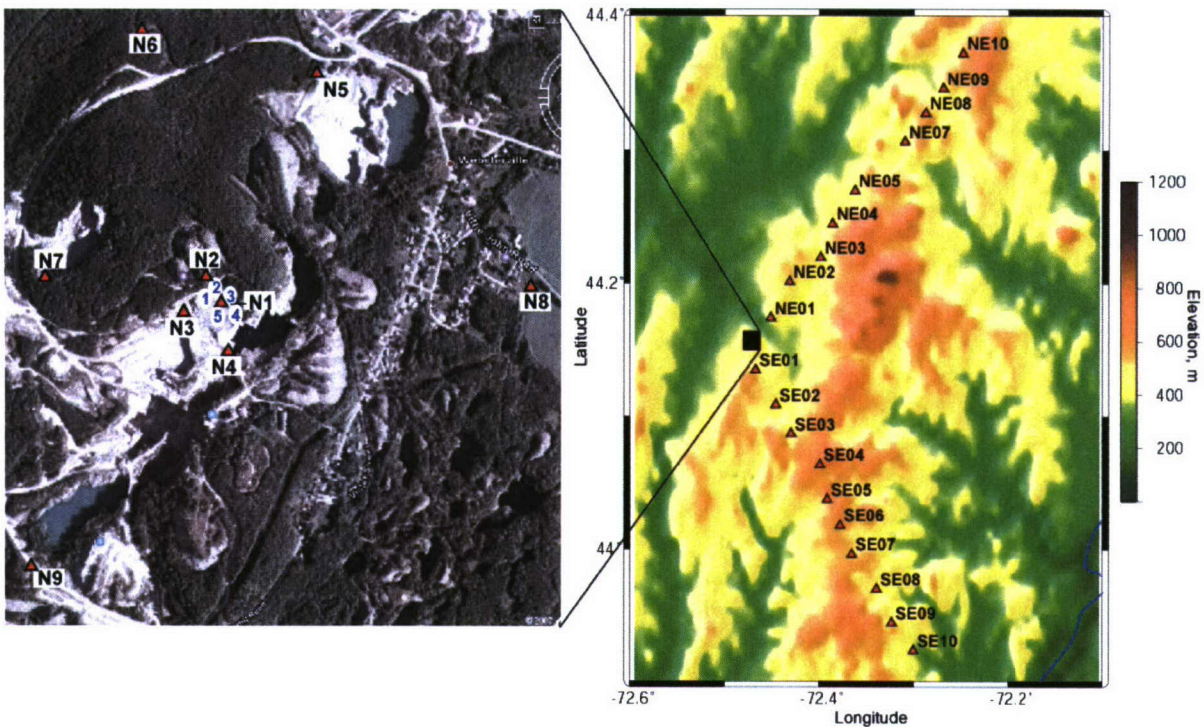 N6
N5
N7
N2
2
1
3
N1
5
4
N3
N4
N8
N9
44.4
44.2
Latitude
-72.6°
-72.4°
-72.2°
Longitude
NE10
NE09
NE08
NE07
NE05
NE04
NE03
NE02
NE01
SE01
SE02
SE03
SE04
SE05
SE06
SE07
SE08
SE09
SE10
1200
1000
800
600
400
200
Elevation, m